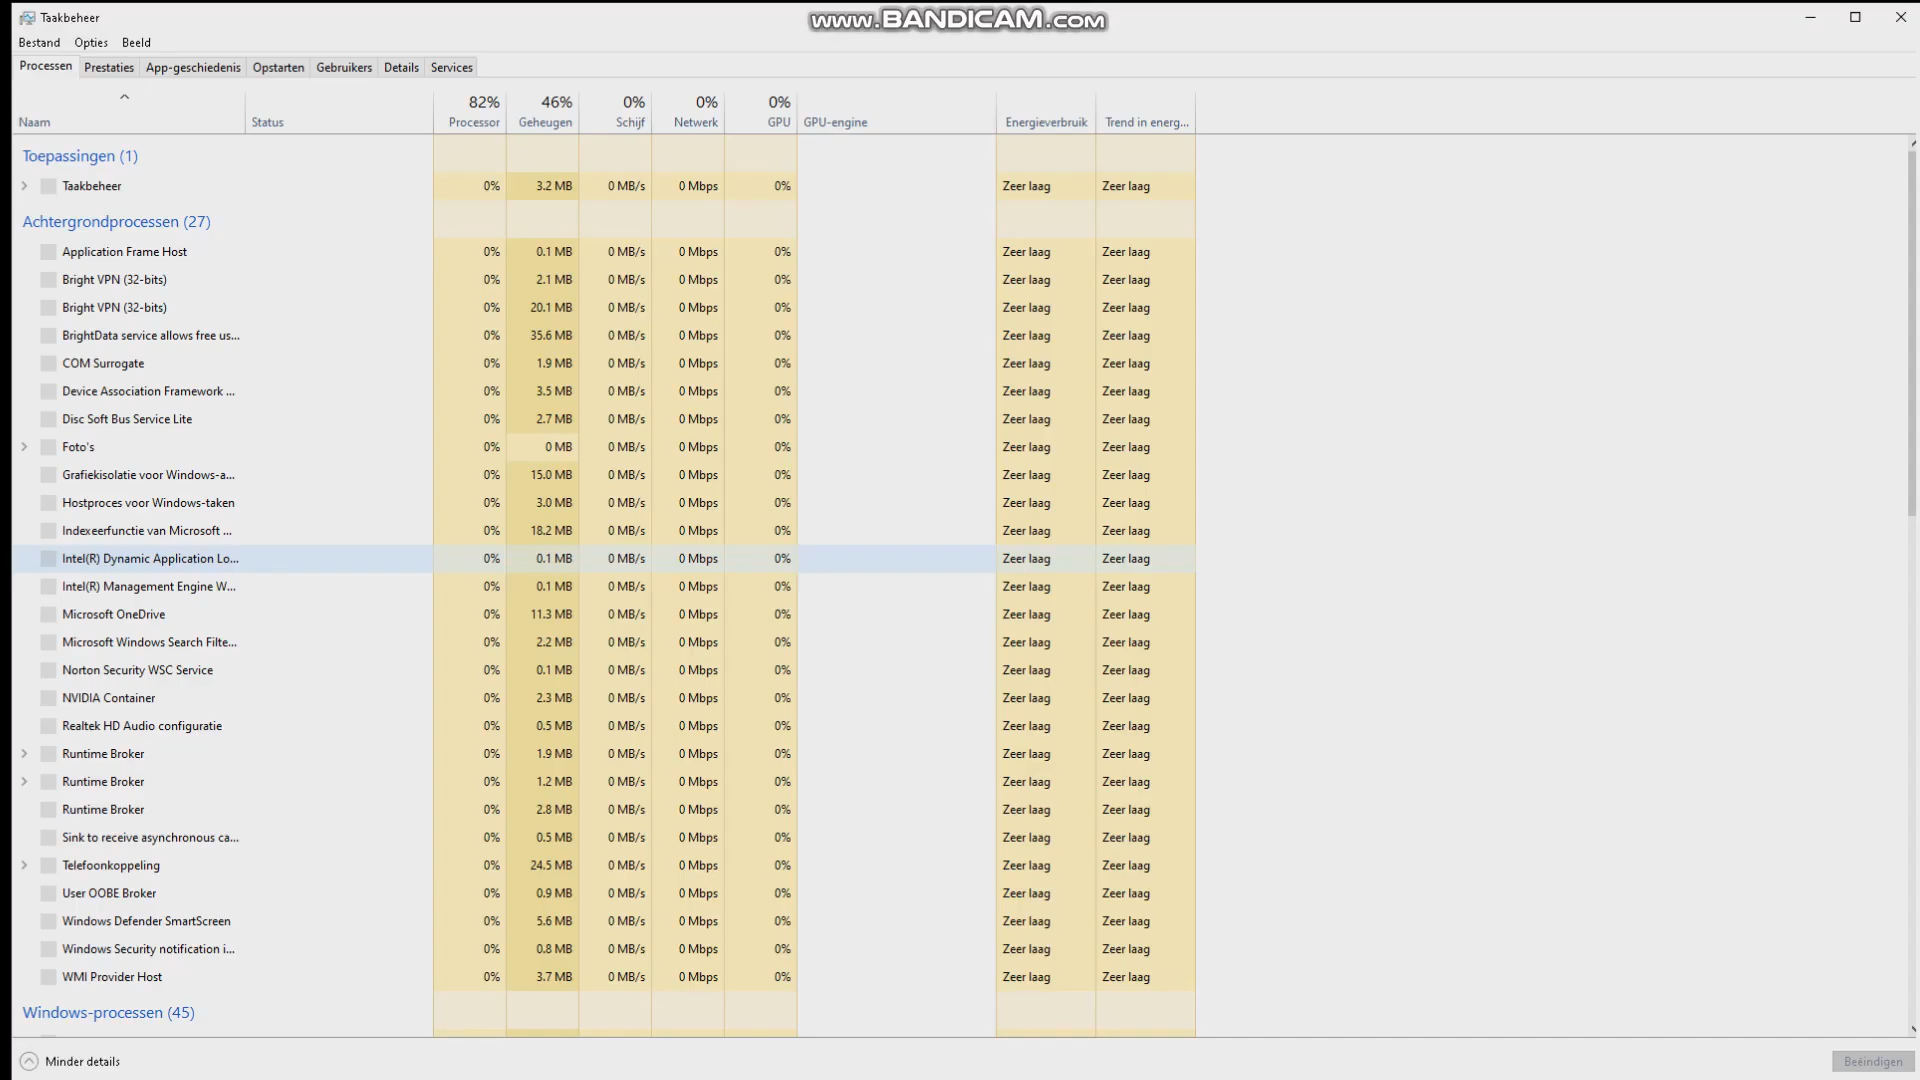 Taakbeheer
www.BANDICAM.com
Bestand Opties Beeld
Processen Prestaties App-geschiedenis Opstarten Gebruikers Details Services
82% 46% 0% 0% 0%
Naam Status Processor Geheugen Schijf Netwerk GPU GPU-engine Energieverbruik Trend in energ...
Toepassingen (1)
Taakbeheer 0% 3.2 MB 0 MB/s 0 Mbps 0% Zeer laag Zeer laag
Achtergrondprocessen (27)
Application Frame Host 0% 0.1 MB 0 MB/s 0 Mbps 0% Zeer laag Zeer laag
Bright VPN (32-bits) 0% 2.1 MB 0 MB/s 0 Mbps 0% Zeer laag Zeer laag
Bright VPN (32-bits) 0% 20.1 MB 0 MB/s 0 Mbps 0% Zeer laag Zeer laag
BrightData service allows free us... 0% 35.6 MB 0 MB/s 0 Mbps 0% Zeer laag Zeer laag
COM Surrogate 0% 1.9 MB 0 MB/s 0 Mbps 0% Zeer laag Zeer laag
Device Association Framework ... 0% 3.5 MB 0 MB/s 0 Mbps 0% Zeer laag Zeer laag
Disc Soft Bus Service Lite 0% 2.7 MB 0 MB/s 0 Mbps 0% Zeer laag Zeer laag
Foto's 0% 0 MB 0 MB/s 0 Mbps 0% Zeer laag Zeer laag
Grafiekisolatie voor Windows-a... 0% 15.0 MB 0 MB/s 0 Mbps 0% Zeer laag Zeer laag
Hostproces voor Windows-taken 0% 3.0 MB 0 MB/s 0 Mbps 0% Zeer laag Zeer laag
Indexeerfunctie van Microsoft ... 0% 18.2 MB 0 MB/s 0 Mbps 0% Zeer laag Zeer laag
Intel(R) Dynamic Application Lo... 0% 0.1 MB 0 MB/s 0 Mbps 0% Zeer laag Zeer laag
Intel(R) Management Engine W... 0% 0.1 MB 0 MB/s 0 Mbps 0% Zeer laag Zeer laag
Microsoft OneDrive 0% 11.3 MB 0 MB/s 0 Mbps 0% Zeer laag Zeer laag
Microsoft Windows Search Filte... 0% 2.2 MB 0 MB/s 0 Mbps 0% Zeer laag Zeer laag
Norton Security WSC Service 0% 0.1 MB 0 MB/s 0 Mbps 0% Zeer laag Zeer laag
NVIDIA Container 0% 2.3 MB 0 MB/s 0 Mbps 0% Zeer laag Zeer laag
Realtek HD Audio configuratie 0% 0.5 MB 0 MB/s 0 Mbps 0% Zeer laag Zeer laag
Runtime Broker 0% 1.9 MB 0 MB/s 0 Mbps 0% Zeer laag Zeer laag
Runtime Broker 0% 1.2 MB 0 MB/s 0 Mbps 0% Zeer laag Zeer laag
Runtime Broker 0% 2.8 MB 0 MB/s 0 Mbps 0% Zeer laag Zeer laag
Sink to receive asynchronous ca... 0% 0.5 MB 0 MB/s 0 Mbps 0% Zeer laag Zeer laag
Telefoonkoppeling 0% 24.5 MB 0 MB/s 0 Mbps 0% Zeer laag Zeer laag
User OOBE Broker 0% 0.9 MB 0 MB/s 0 Mbps 0% Zeer laag Zeer laag
Windows Defender SmartScreen 0% 5.6 MB 0 MB/s 0 Mbps 0% Zeer laag Zeer laag
Windows Security notification i... 0% 0.8 MB 0 MB/s 0 Mbps 0% Zeer laag Zeer laag
WMI Provider Host 0% 3.7 MB 0 MB/s 0 Mbps 0% Zeer laag Zeer laag
Windows-processen (45)
Minder details
Beëindigen